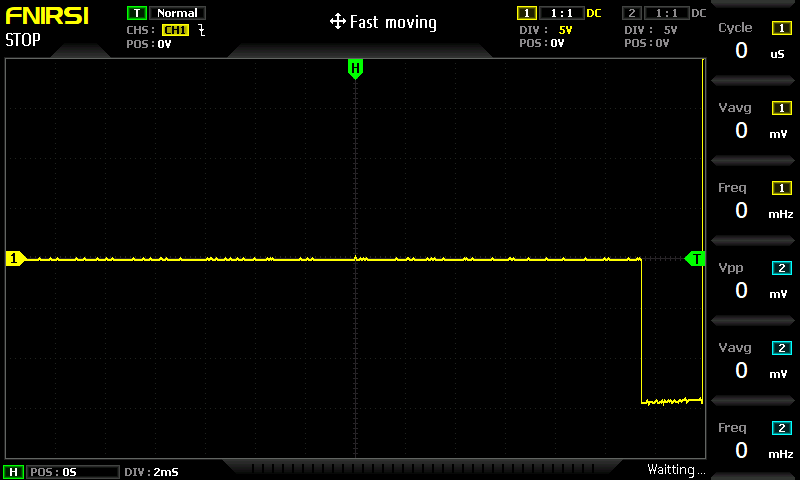 FNIRSI
STOP
T Normal
CHS: CH1
POS:0V
Fast moving
1 1:1 DC
DIV: 5V
POS:0V
2 1:1 DC
DIV: 5V
POS:0V
Cycle 1
0 uS
Vavg 1
0 mV
Freq 1
0 mHz
Vpp 2
0 mV
Vavg 2
0 mV
Freq 2
0 mHz
H
1
T
H POS:0S DIV:2mS
Waitting...